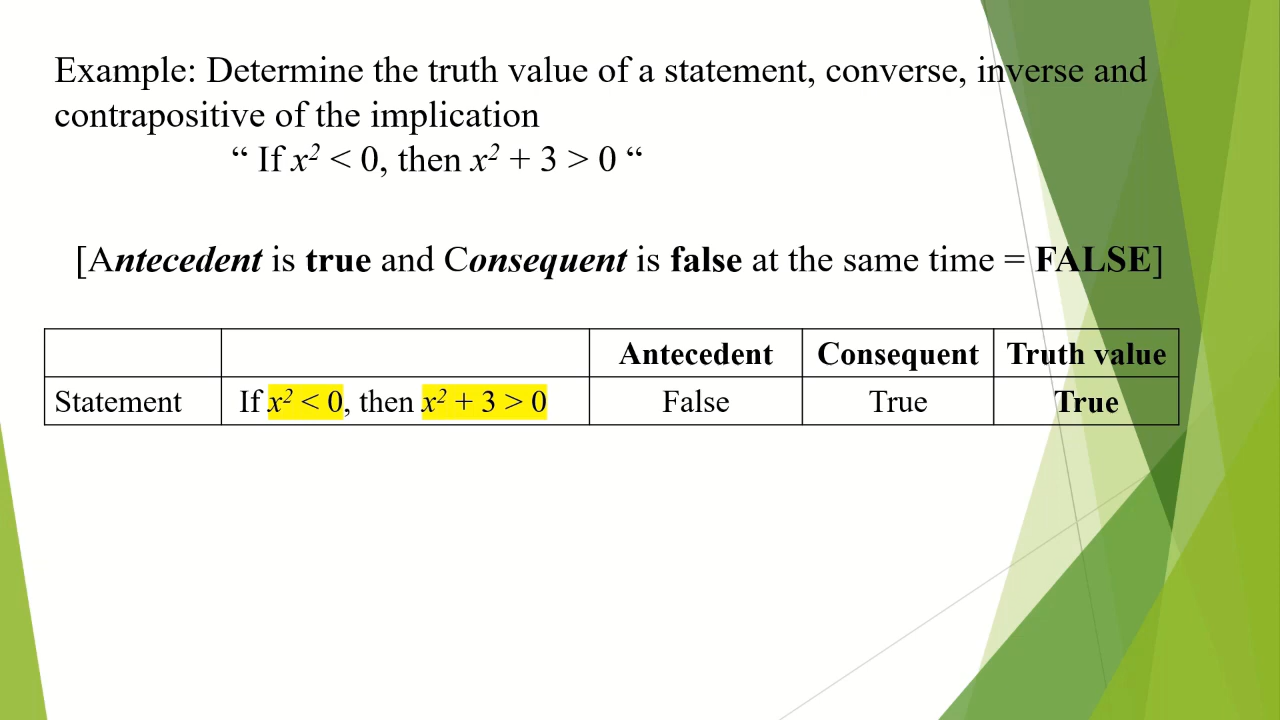 Example: Determine the truth value of a statement, converse, inverse and
contrapositive of the implication
“ If x² < 0, then x² + 3 > 0 “
[Antecedent is true and Consequent is false at the same time = FALSE]
Antecedent Consequent Truth value
Statement If x² < 0, then x² + 3 > 0 False True True